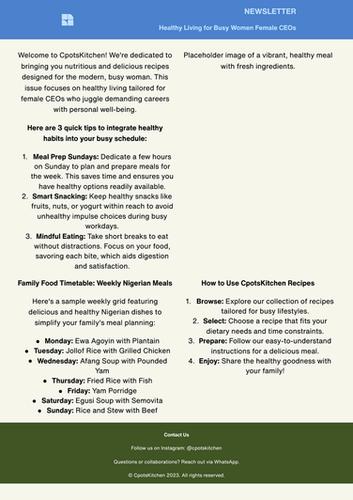 NEWSLETTER
Healthy Living for Busy Women Female CEOs
Welcome to CpotsKitchen! We're dedicated to
bringing you nutritious and delicious recipes
designed for the modern, busy woman. This
issue focuses on healthy living tailored for
female CEOs who juggle demanding careers
with personal well-being.
Here are 3 quick tips to integrate healthy
habits into your busy schedule:
1. Meal Prep Sundays: Dedicate a few hours
on Sunday to plan and prepare meals for
the week. This saves time and ensures you
have healthy options readily available.
2. Smart Snacking: Keep healthy snacks like
fruits, nuts, or yogurt within reach to avoid
unhealthy impulse choices during busy
workdays.
3. Mindful Eating: Take short breaks to eat
without distractions. Focus on your food,
savoring each bite, which aids digestion
and satisfaction.
Placeholder image of a vibrant, healthy meal
with fresh ingredients.
Family Food Timetable: Weekly Nigerian Meals
Here's a sample weekly grid featuring
delicious and healthy Nigerian dishes to
simplify your family's meal planning:
• Monday: Ewa Agoyin with Plantain
• Tuesday: Jollof Rice with Grilled Chicken
• Wednesday: Afang Soup with Pounded
Yam
• Thursday: Fried Rice with Fish
• Friday: Yam Porridge
• Saturday: Egusi Soup with Semovita
• Sunday: Rice and Stew with Beef
How to Use CpotsKitchen Recipes
1. Browse: Explore our collection of recipes
tailored for busy lifestyles.
2. Select: Choose a recipe that fits your
dietary needs and time constraints.
3. Prepare: Follow our easy-to-understand
instructions for a delicious meal.
4. Enjoy: Share the healthy goodness with
your family!
Contact Us
Follow us on Instagram: @cpotskitchen
Questions or collaborations? Reach out via WhatsApp.
© CpotsKitchen 2023. All rights reserved.